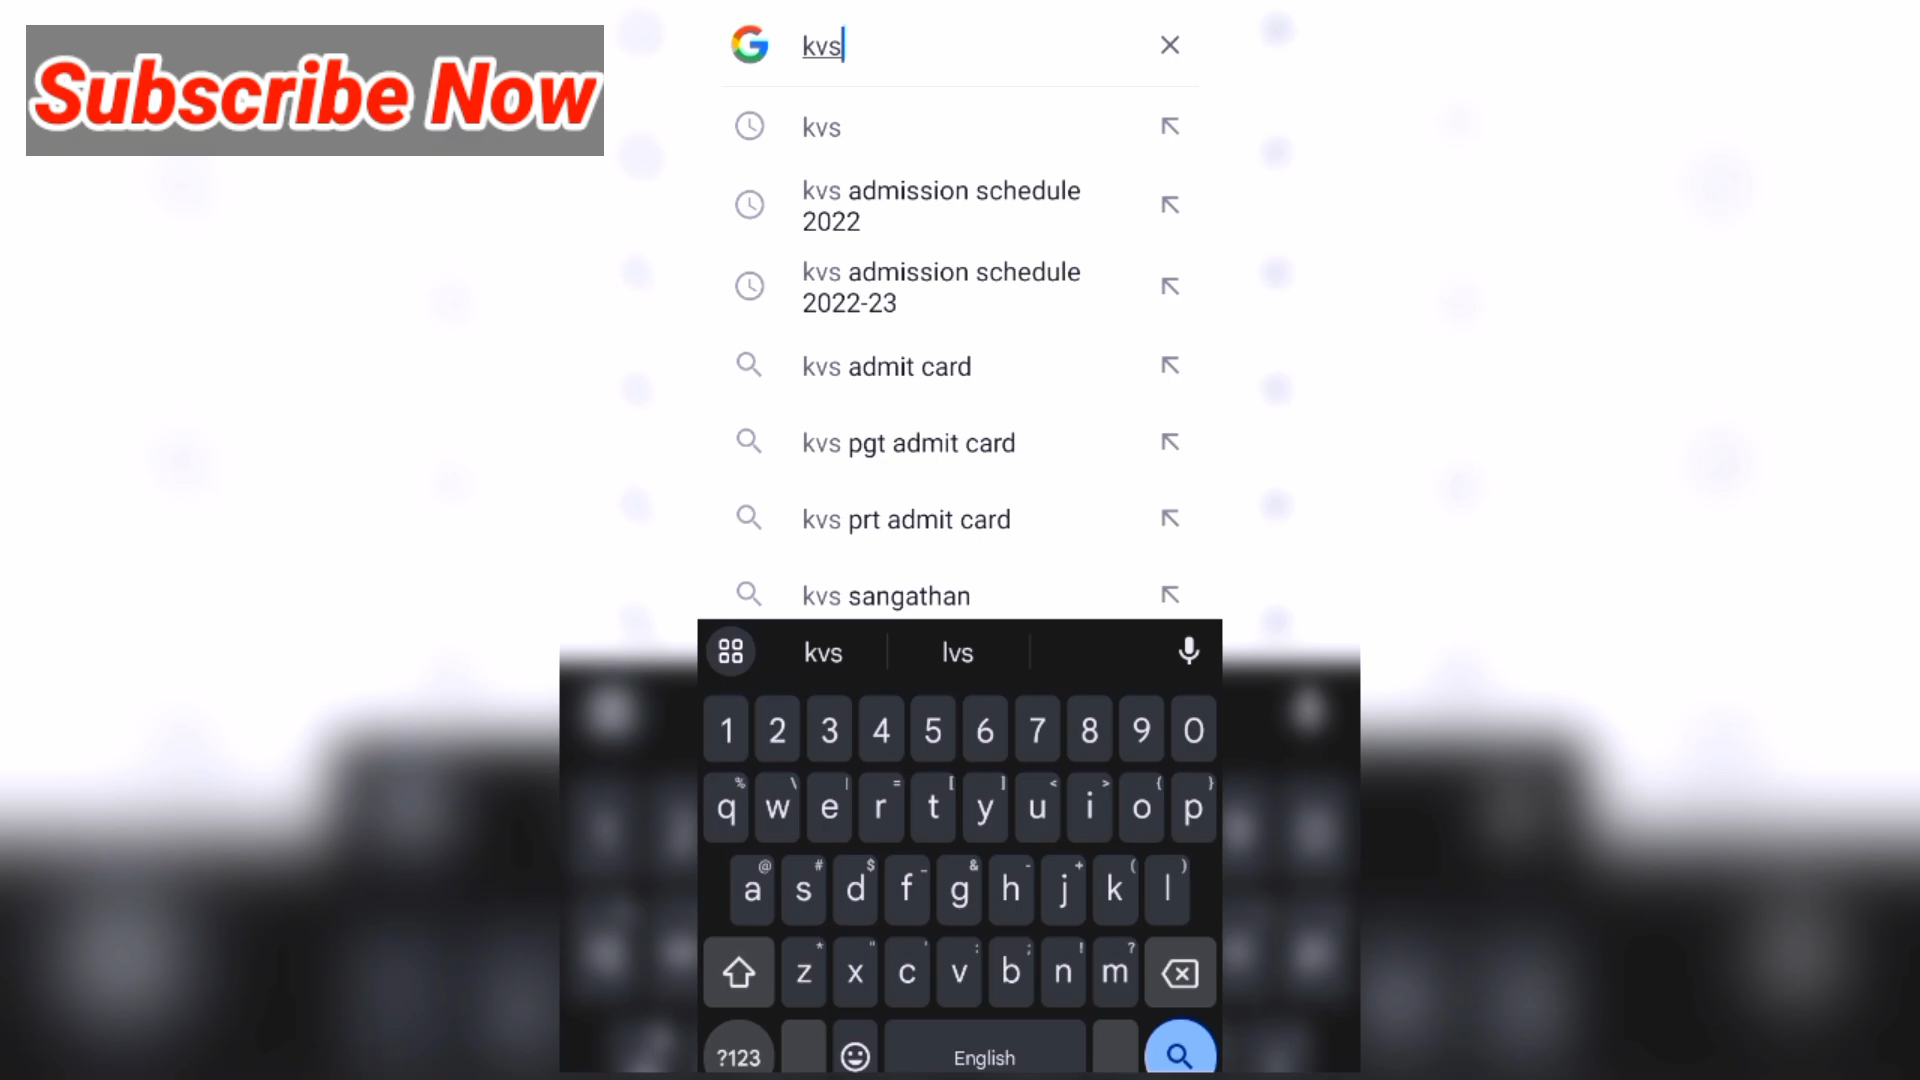 Subscribe Now
kvs
kvs
kvs admission schedule
2022
kvs admission schedule
2022-23
kvs admit card
kvs pgt admit card
kvs prt admit card
kvs sangathan
kvs lvs
1 2 3 4 5 6 7 8 9 0
% \ | = [ ] < > { }
q w e r t y u i o p
@ # $ _ & - + ( )
a s d f g h j k l
* " ' : ; ! ?
z x c v b n m
?123 English